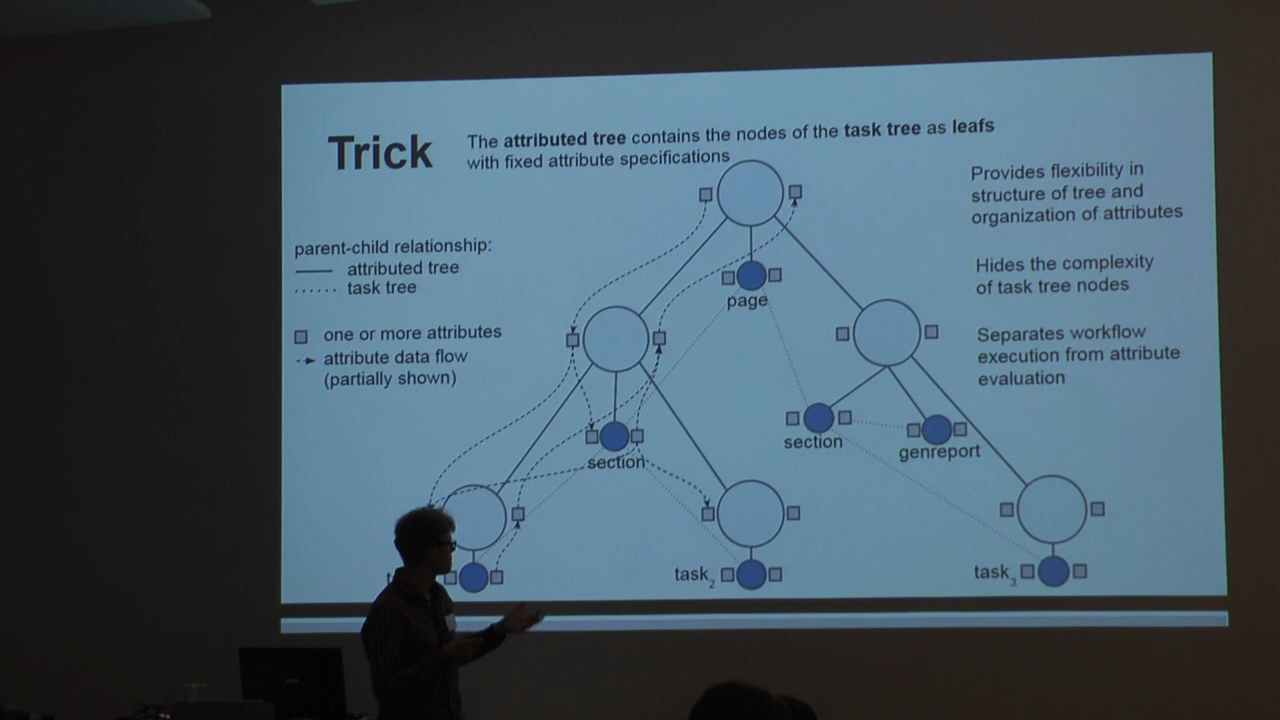 Trick
The attributed tree contains the nodes of the task tree as leafs
with fixed attribute specifications
Provides flexibility in
structure of tree and
organization of attributes
parent-child relationship:
attributed tree
task tree
Hides the complexity
of task tree nodes
one or more attributes
attribute data flow
(partially shown)
Separates workflow
execution from attribute
evaluation
page
section
section
genreport
task2
task3